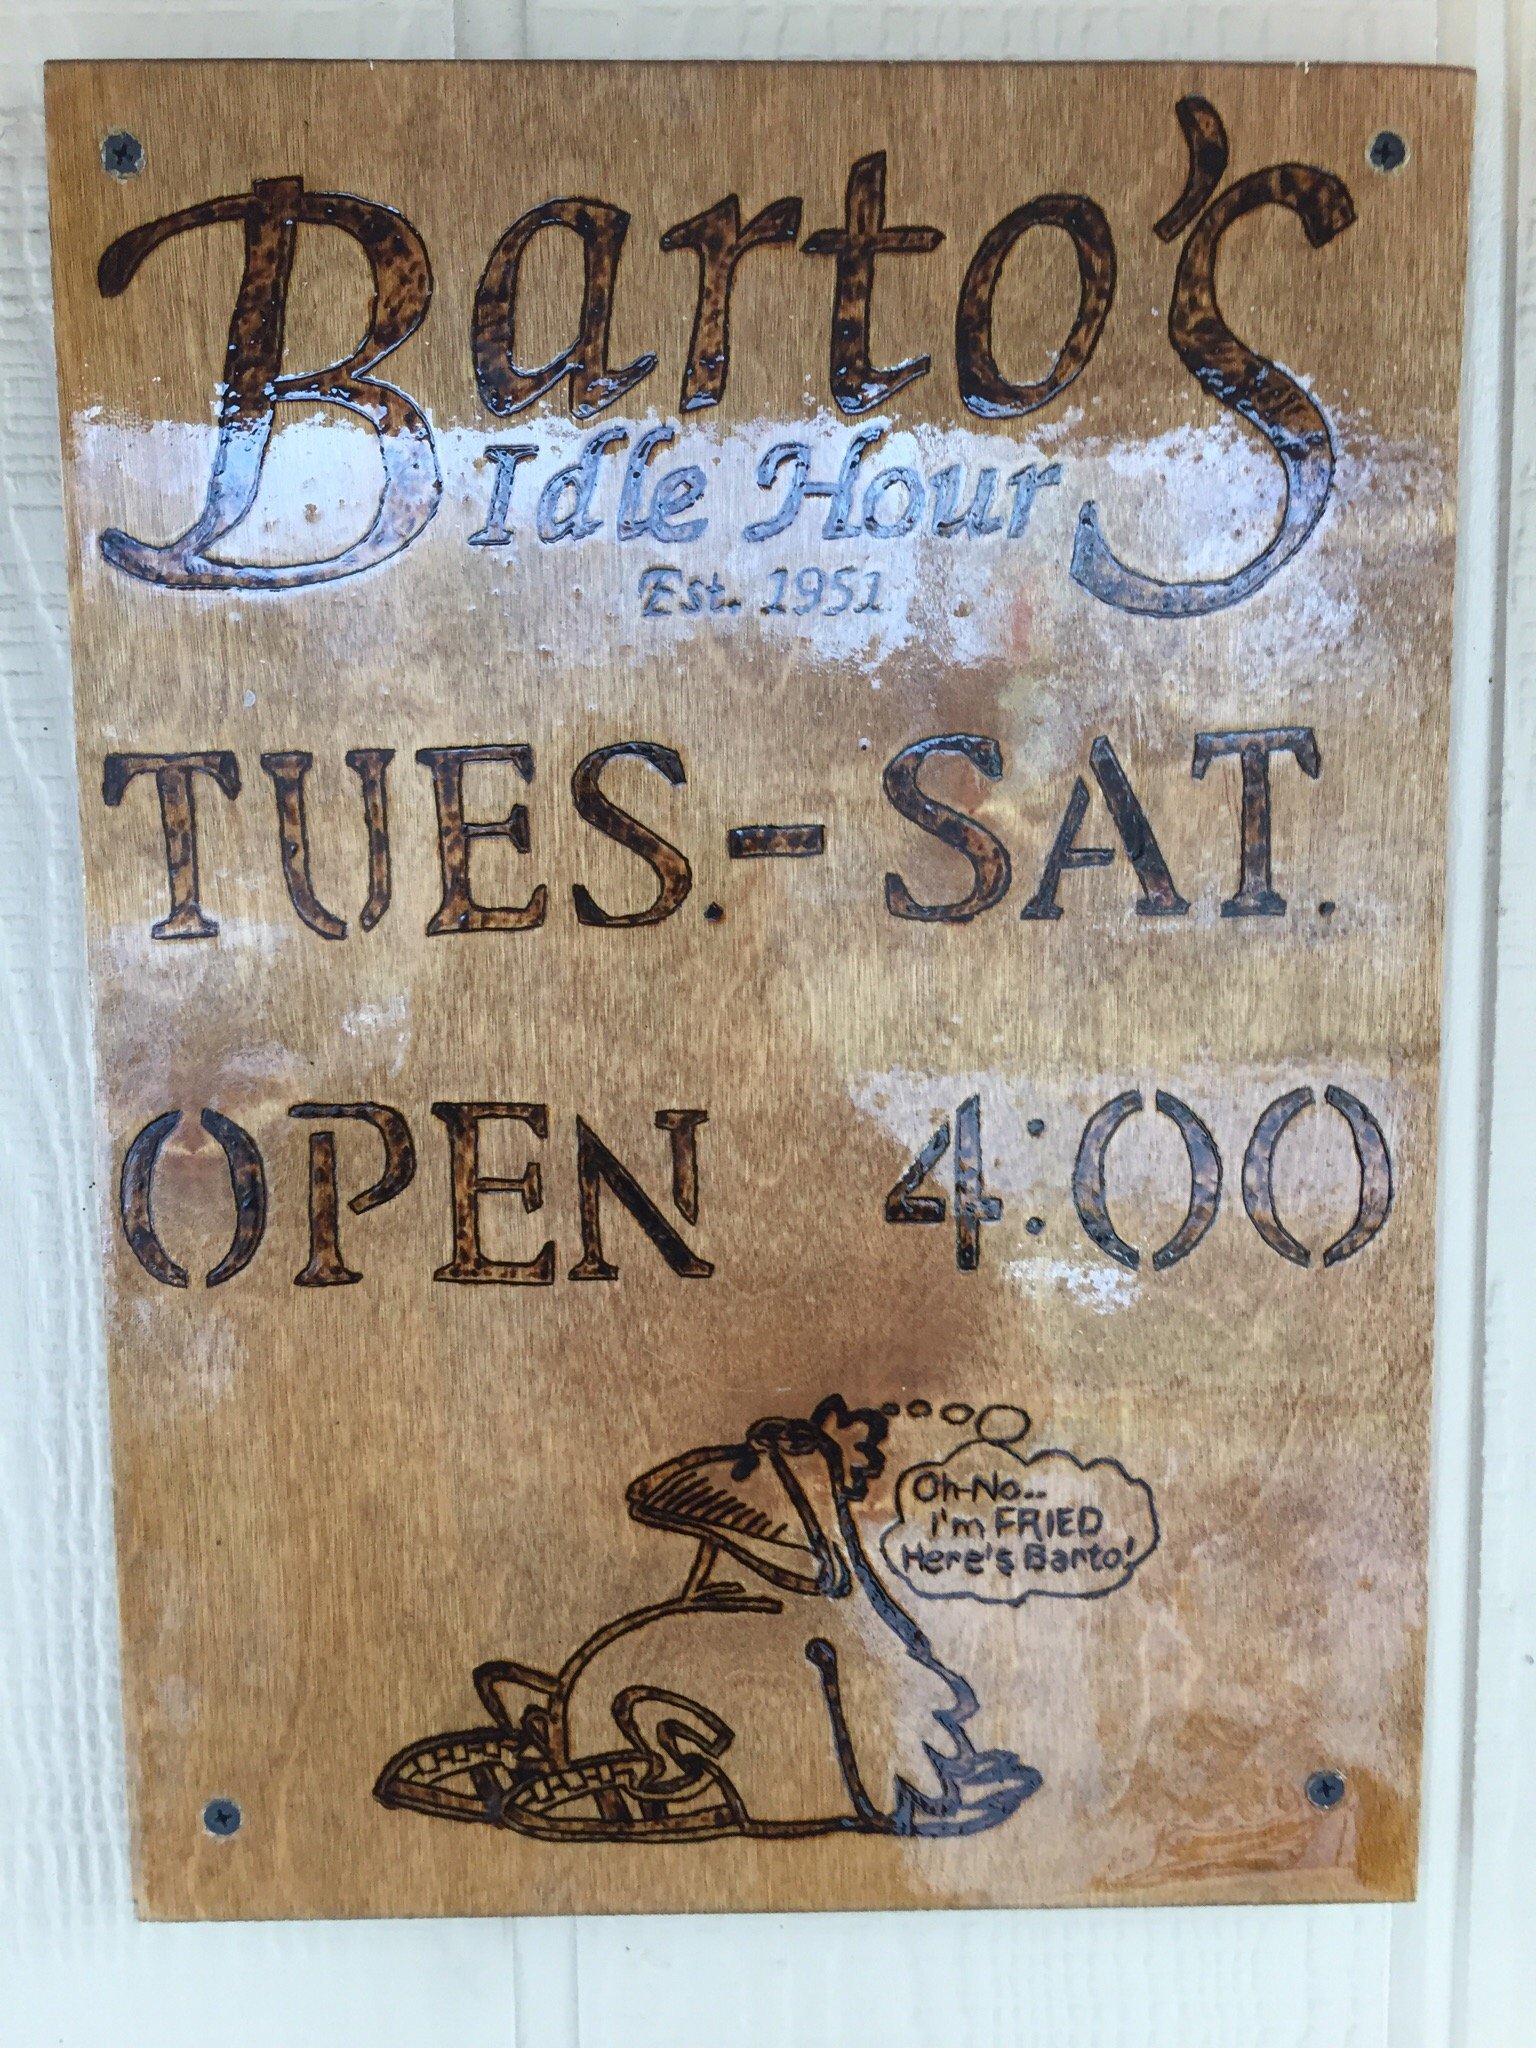 Barto's
Idle Hour
Est. 1951
TUES.- SAT.
OPEN 4:00
Oh-No..
I'm FRIED
Here's Barto!